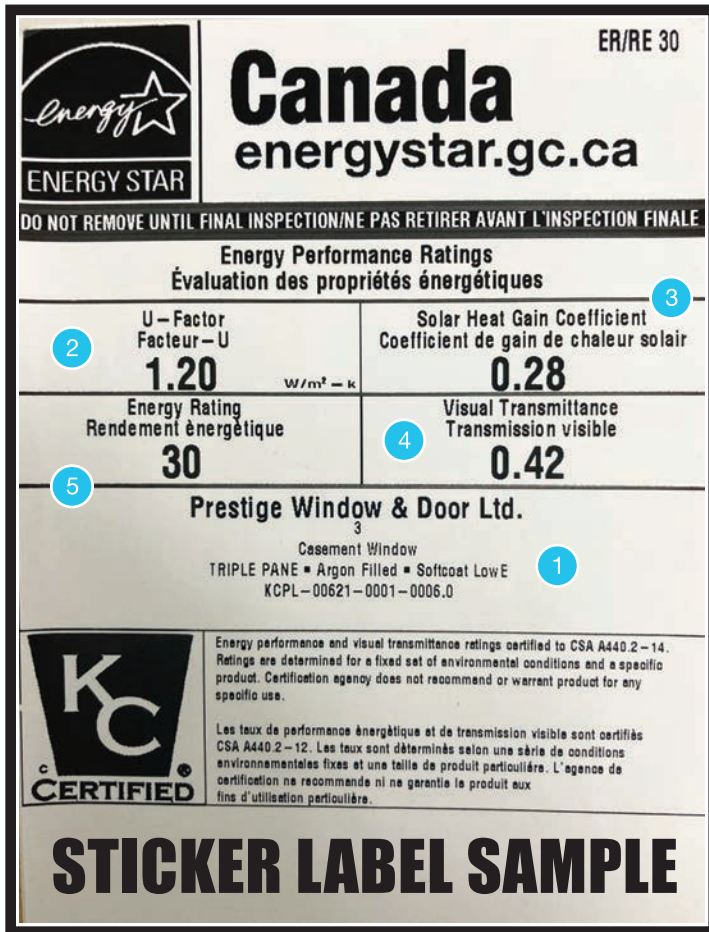 ER/RE 30
energy
ENERGY STAR
Canada
energystar.gc.ca
DO NOT REMOVE UNTIL FINAL INSPECTION/NE PAS RETIRER AVANT L'INSPECTION FINALE
Energy Performance Ratings
Évaluation des propriétés énergétiques
3
2
U-Factor
Facteur-U
1.20 W/m² - k
Solar Heat Gain Coefficient
Coefficient de gain de chaleur solair
0.28
Energy Rating
Rendement ènergètique
30
4
Visual Transmittance
Transmission visible
0.42
5
Prestige Window & Door Ltd.
3
Casement Window
TRIPLE PANE ▪ Argon Filled ▪ Softcoat LowE
KCPL-00621-0001-0006.0
1
KC
C ®
CERTIFIED
Energy performance and visual transmittance ratings certified to CSA A440.2-14.
Ratings are determined for a fixed set of environmental conditions and a specific
product. Certification agency does not recommend or warrant product for any
specific use.
Les taux de performance ènergètique et de transmission visible sont certifiès
CSA A440.2-12. Les taux sont dèterminès selon une sèrie de conditions
environnementales fixes et une taille de produit particulière. L'agence de
certification ne recommande ni ne garantie le produit aux
fins d'utilisation particulière.
STICKER LABEL SAMPLE